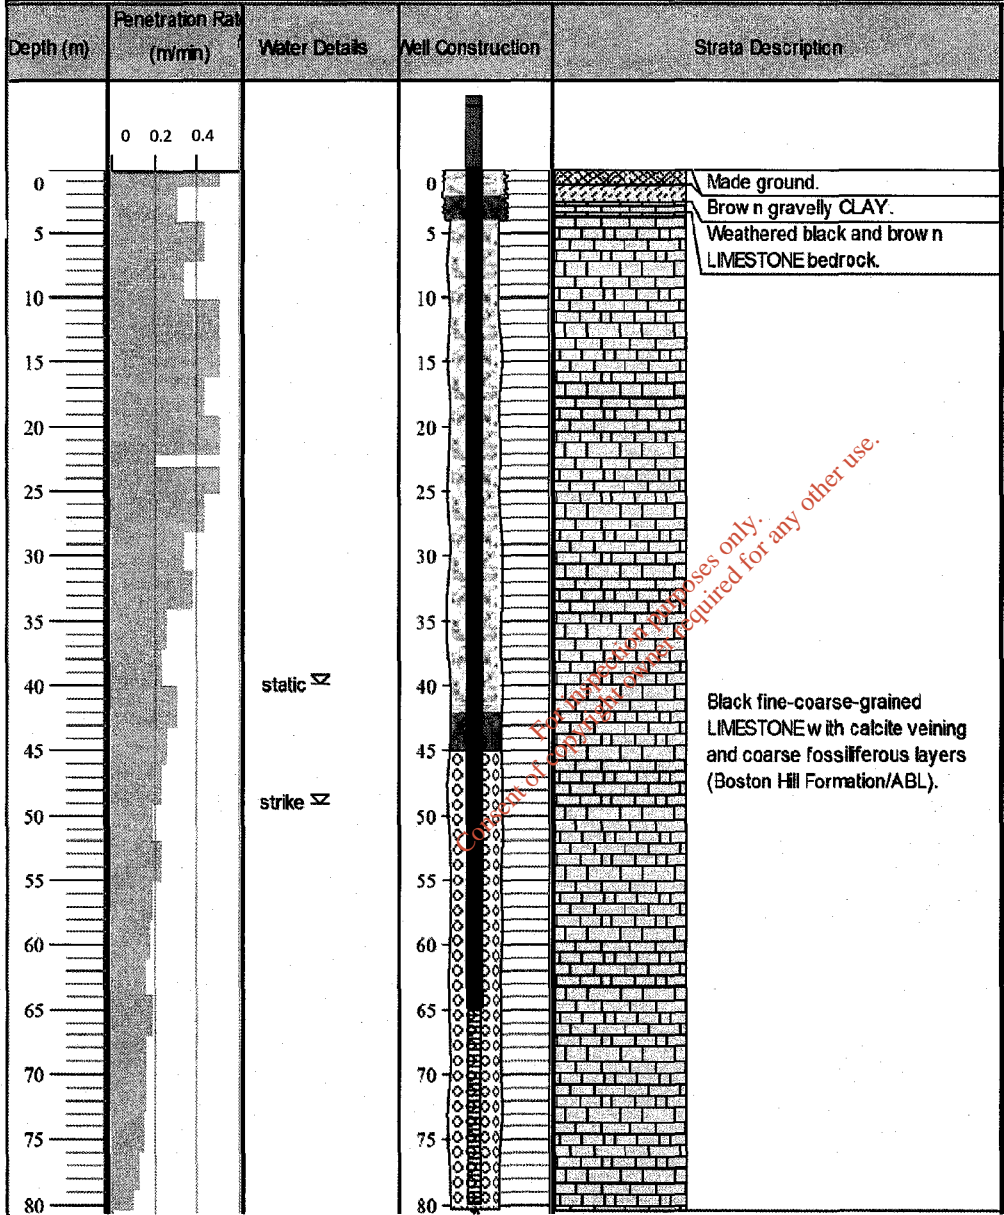 Depth (m)
Penetration Rat
(m/min)
Water Details
Well Construction
Strata Description
0 0.2 0.4
0
5
10
15
20
25
30
35
40
45
50
55
60
65
70
75
80
static
strike
0
5
10
15
20
25
30
35
40
45
50
55
60
65
70
75
80
Made ground.
Brown gravelly CLAY.
Weathered black and brown
LIMESTONE bedrock.
Black fine-coarse-grained
LIMESTONE with calcite veining
and coarse fossiliferous layers
(Boston Hill Formation/ABL).
For inspection purposes only.
Consent of copyright owner required for any other use.